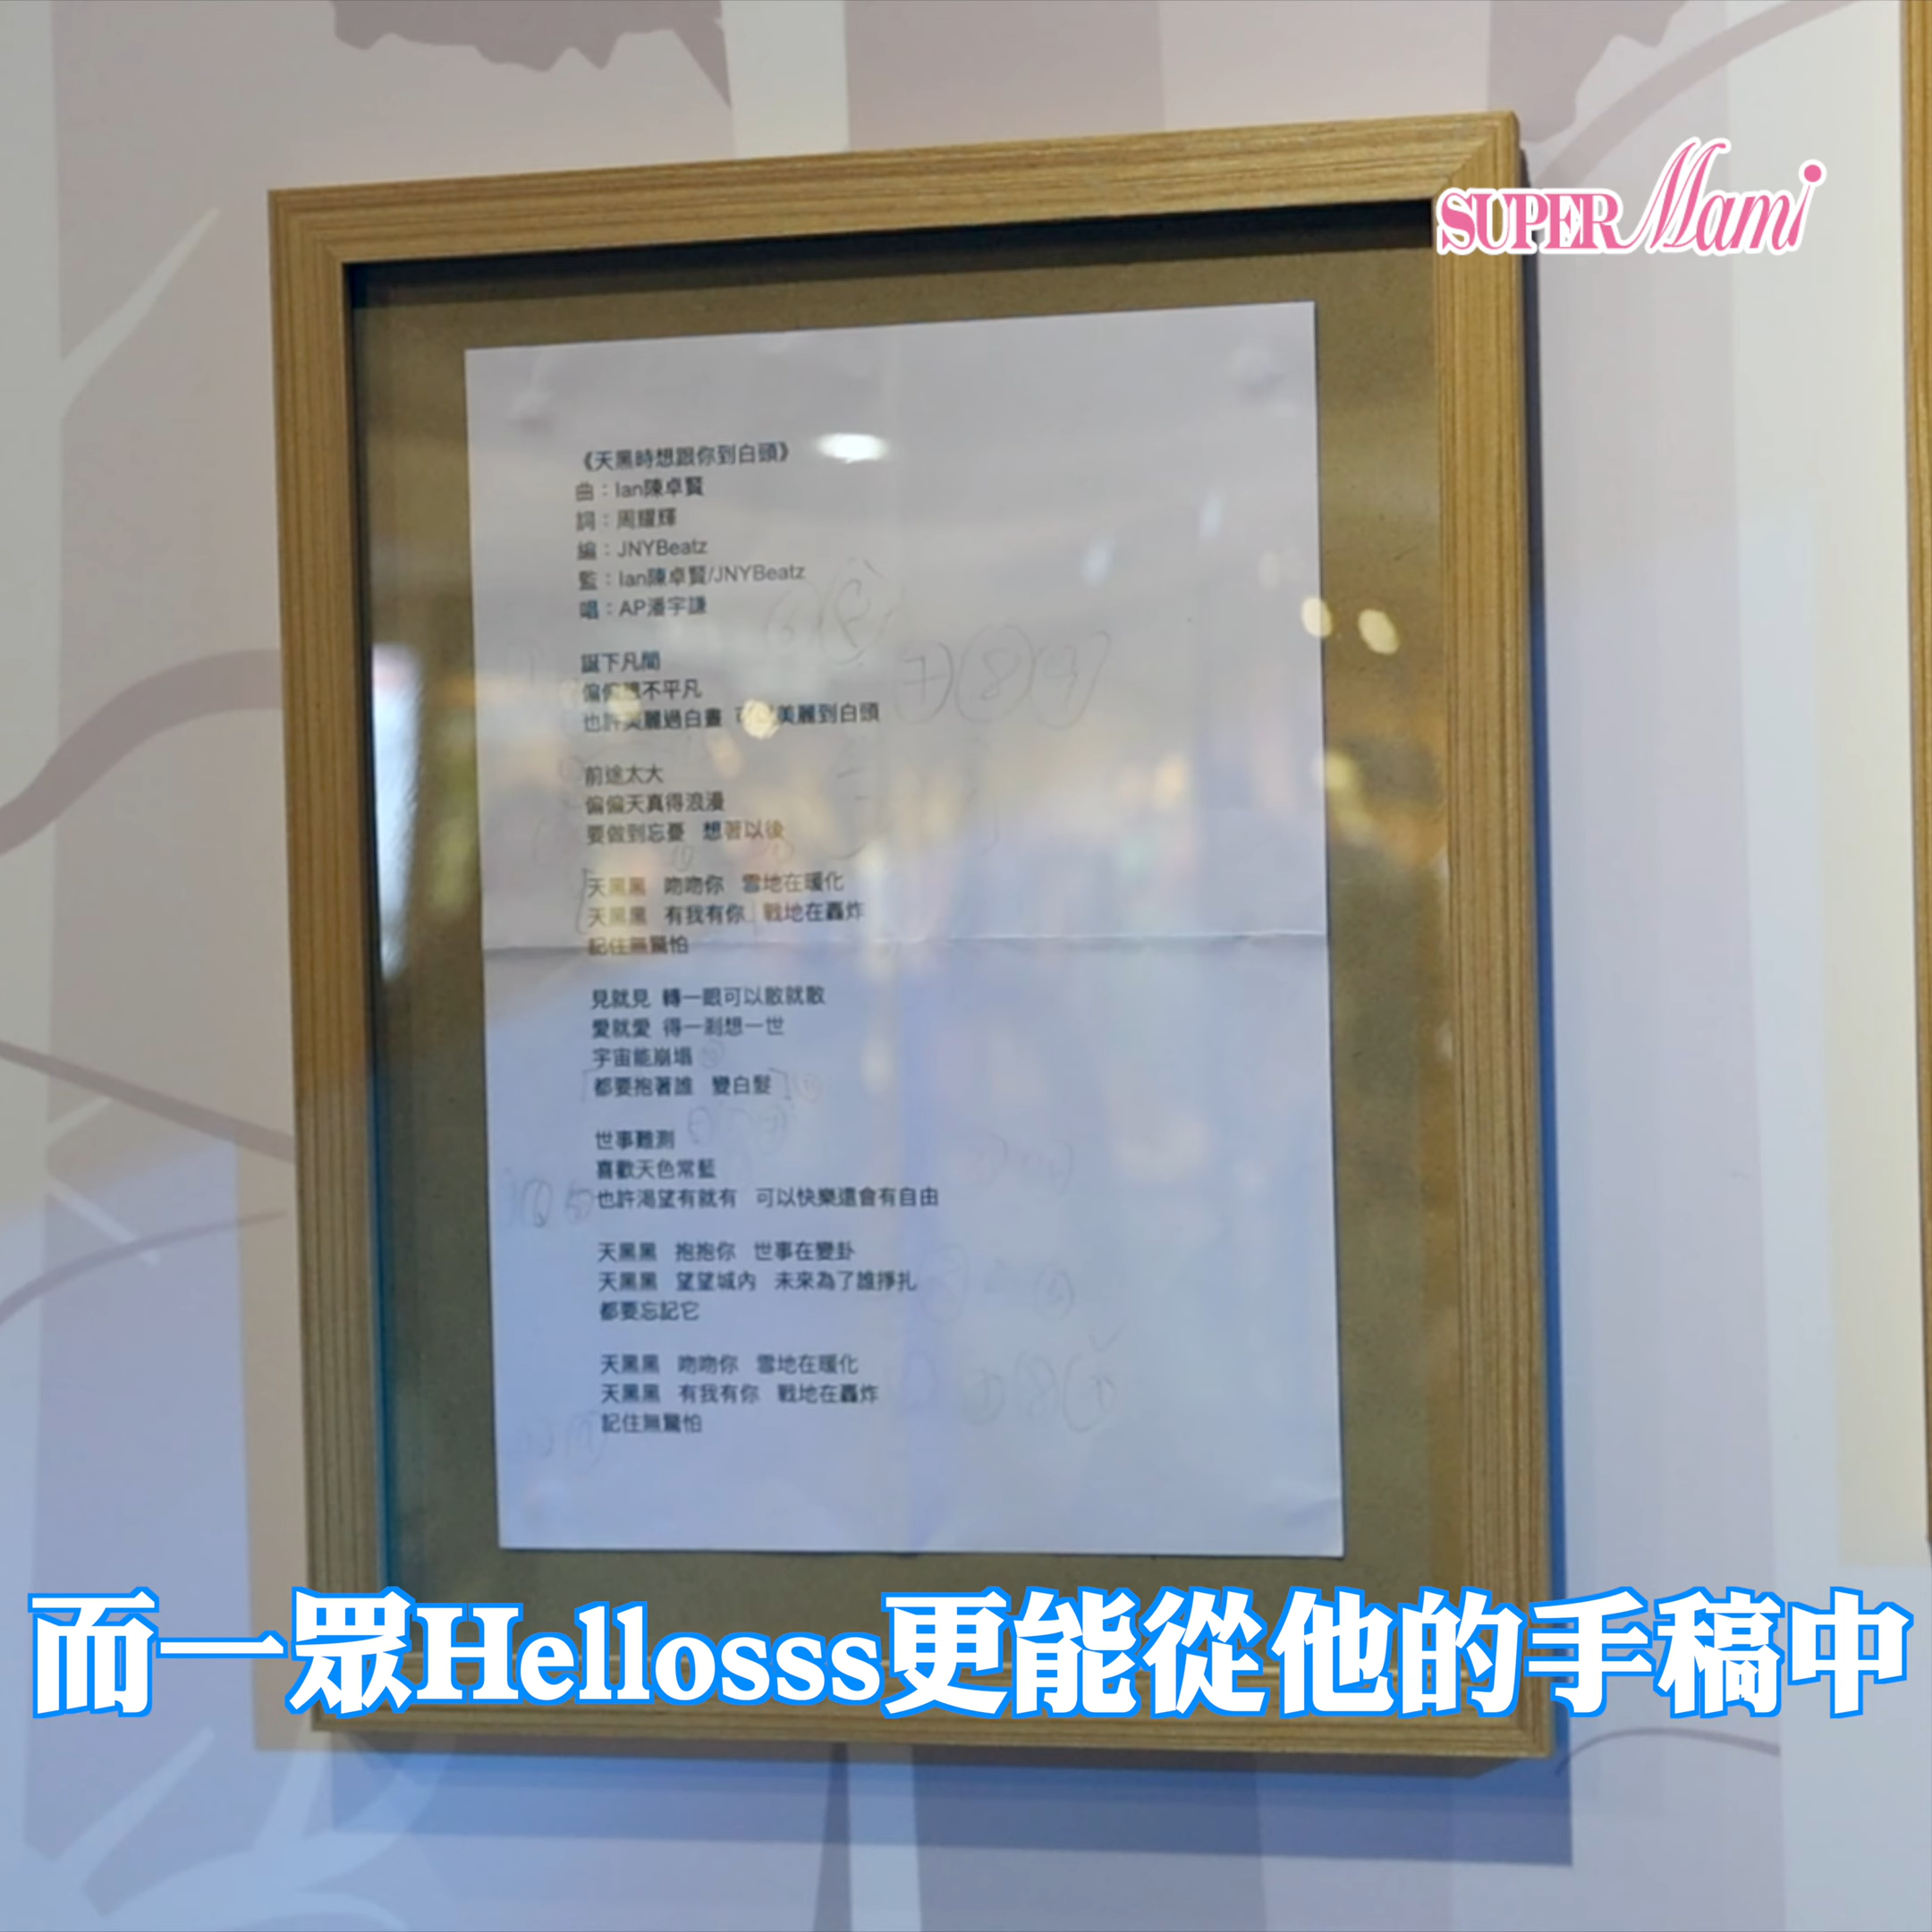 SUPER Mami
《天黑時想跟你到白頭》
曲：Ian陳卓賢
詞：周耀輝
編：JNYBeatz
監：Ian陳卓賢/JNYBeatz
唱：AP潘宇謙
誕下凡間
偏偏想不平凡
也許美麗過白晝 可以美麗到白頭
前途太大
偏偏天真得浪漫
要做到忘憂 想著以後
天黑黑 吻吻你 雪地在暖化
天黑黑 有我有你 戰地在轟炸
記住無驚怕
見就見 轉一眼可以散就散
愛就愛 得一剎想一世
宇宙能崩塌
都要抱著誰 變白髮
世事難測
喜歡天色常藍
也許渴望有就有 可以快樂還會有自由
天黑黑 抱抱你 世事在變卦
天黑黑 望望城內 未來為了誰掙扎
都要忘記它
天黑黑 吻吻你 雪地在暖化
天黑黑 有我有你 戰地在轟炸
記住無驚怕
而一眾Hellosss更能從他的手稿中